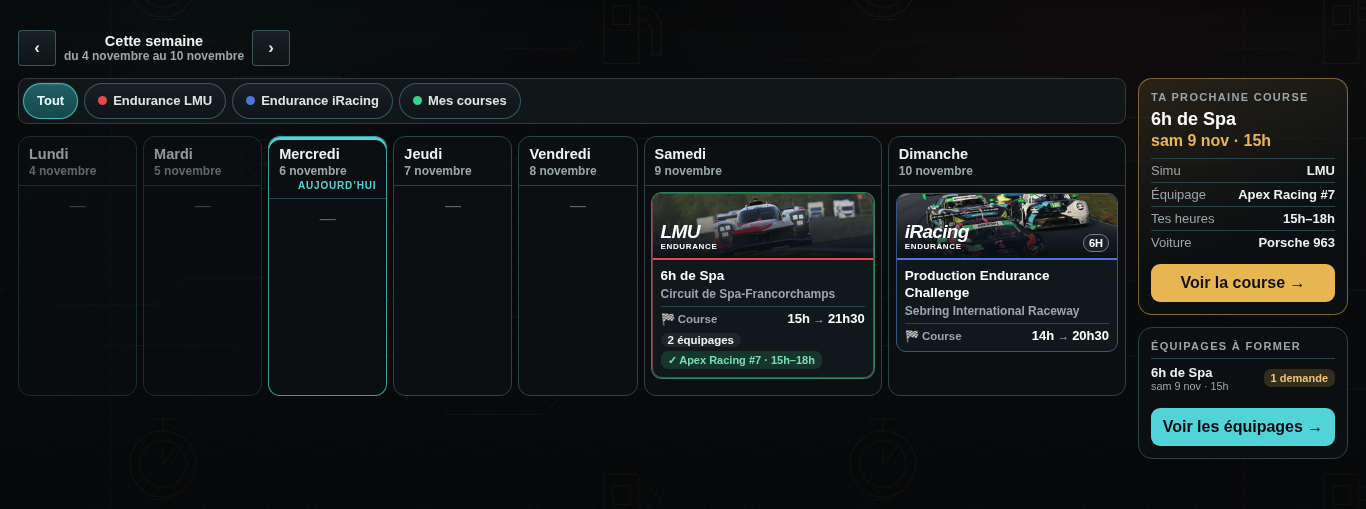 ‹
Cette semaine
du 4 novembre au 10 novembre
›
Tout
Endurance LMU
Endurance iRacing
Mes courses
Lundi
4 novembre
—
Mardi
5 novembre
—
Mercredi
6 novembre
AUJOURD'HUI
—
Jeudi
7 novembre
—
Vendredi
8 novembre
—
Samedi
9 novembre
LMU
ENDURANCE
6h de Spa
Circuit de Spa-Francorchamps
Course 15h → 21h30
2 équipages
✓ Apex Racing #7 · 15h–18h
Dimanche
10 novembre
iRacing
ENDURANCE
6H
Production Endurance
Challenge
Sebring International Raceway
Course 14h → 20h30
TA PROCHAINE COURSE
6h de Spa
sam 9 nov · 15h
Simu LMU
Équipage Apex Racing #7
Tes heures 15h–18h
Voiture Porsche 963
Voir la course →
ÉQUIPAGES À FORMER
6h de Spa
sam 9 nov · 15h
1 demande
Voir les équipages →